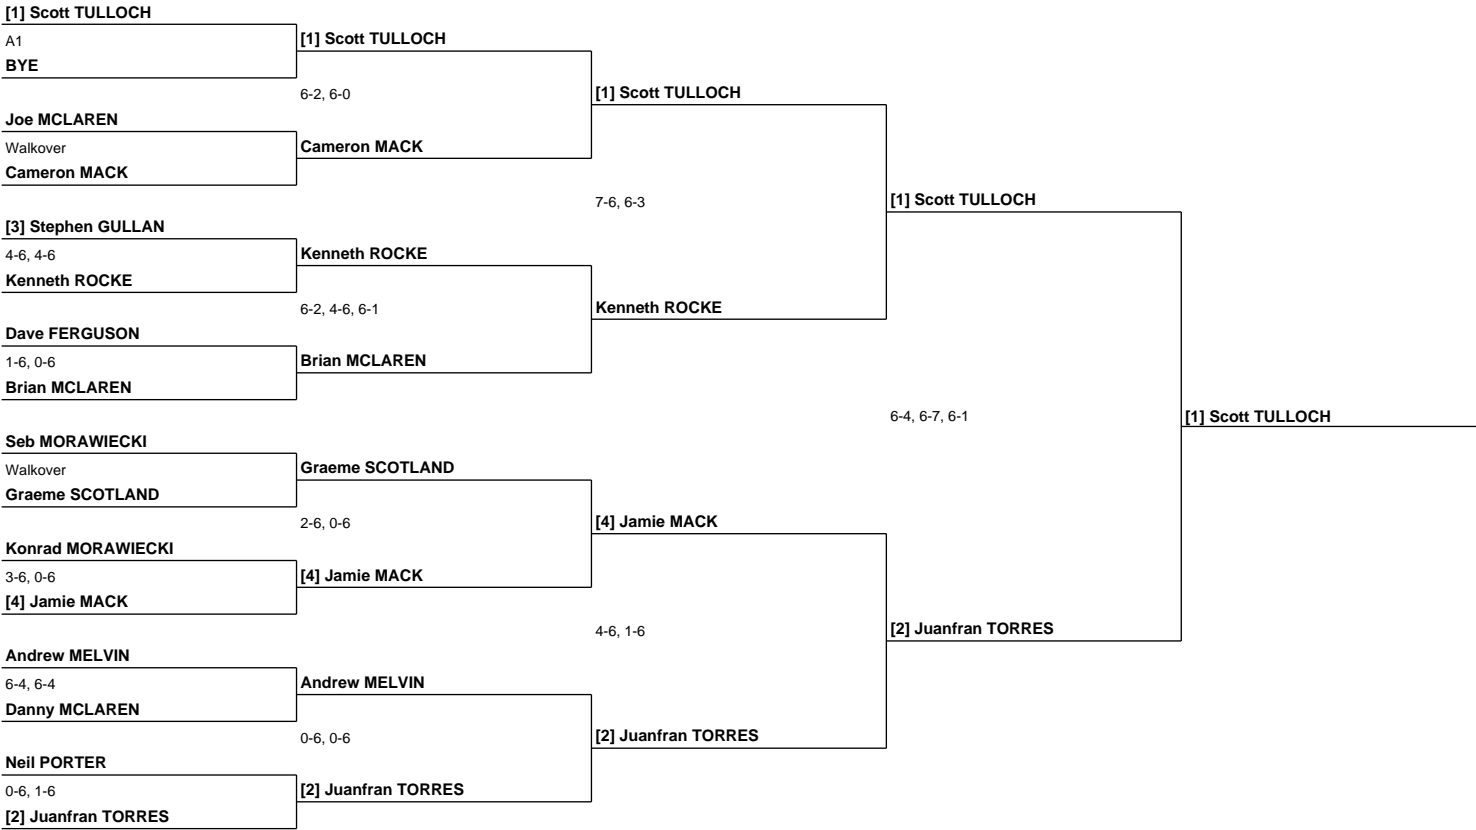 [1] Scott TULLOCH
A1
BYE
Joe MCLAREN
Walkover
Cameron MACK
[3] Stephen GULLAN
4-6, 4-6
Kenneth ROCKE
Dave FERGUSON
1-6, 0-6
Brian MCLAREN
Seb MORAWIECKI
Walkover
Graeme SCOTLAND
Konrad MORAWIECKI
3-6, 0-6
[4] Jamie MACK
Andrew MELVIN
6-4, 6-4
Danny MCLAREN
Neil PORTER
0-6, 1-6
[2] Juanfran TORRES
[1] Scott TULLOCH
6-2, 6-0
Cameron MACK
Kenneth ROCKE
6-2, 4-6, 6-1
Brian MCLAREN
Graeme SCOTLAND
2-6, 0-6
[4] Jamie MACK
Andrew MELVIN
0-6, 0-6
[2] Juanfran TORRES
[1] Scott TULLOCH
7-6, 6-3
Kenneth ROCKE
[4] Jamie MACK
4-6, 1-6
[2] Juanfran TORRES
[1] Scott TULLOCH
6-4, 6-7, 6-1
[2] Juanfran TORRES
[1] Scott TULLOCH